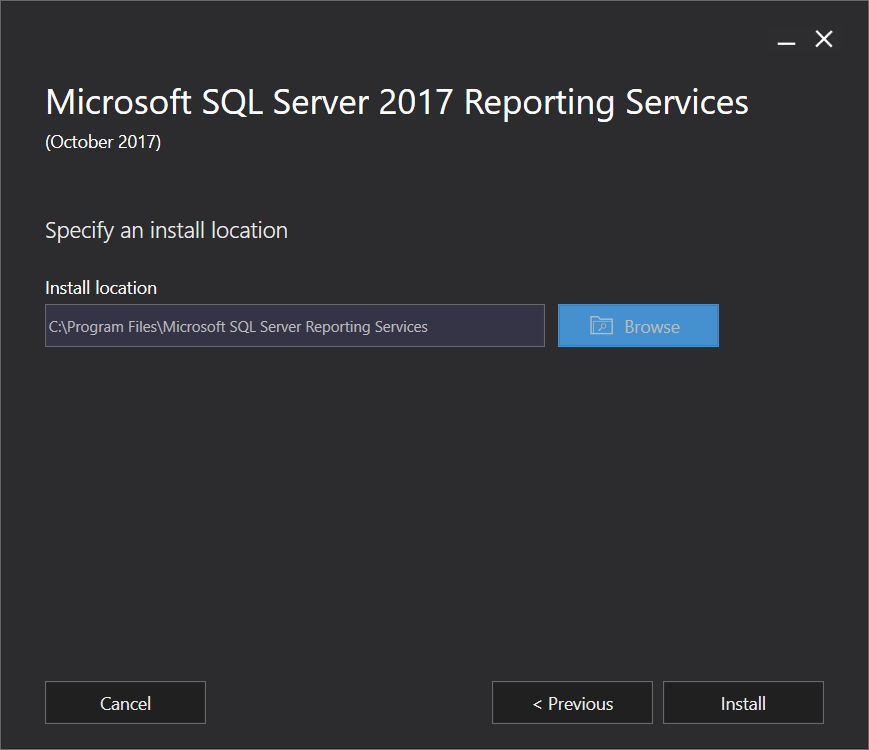 Microsoft SQL Server 2017 Reporting Services
(October 2017)
Specify an install location
Install location
C:\Program Files\Microsoft SQL Server Reporting Services
Browse
Cancel
< Previous
Install